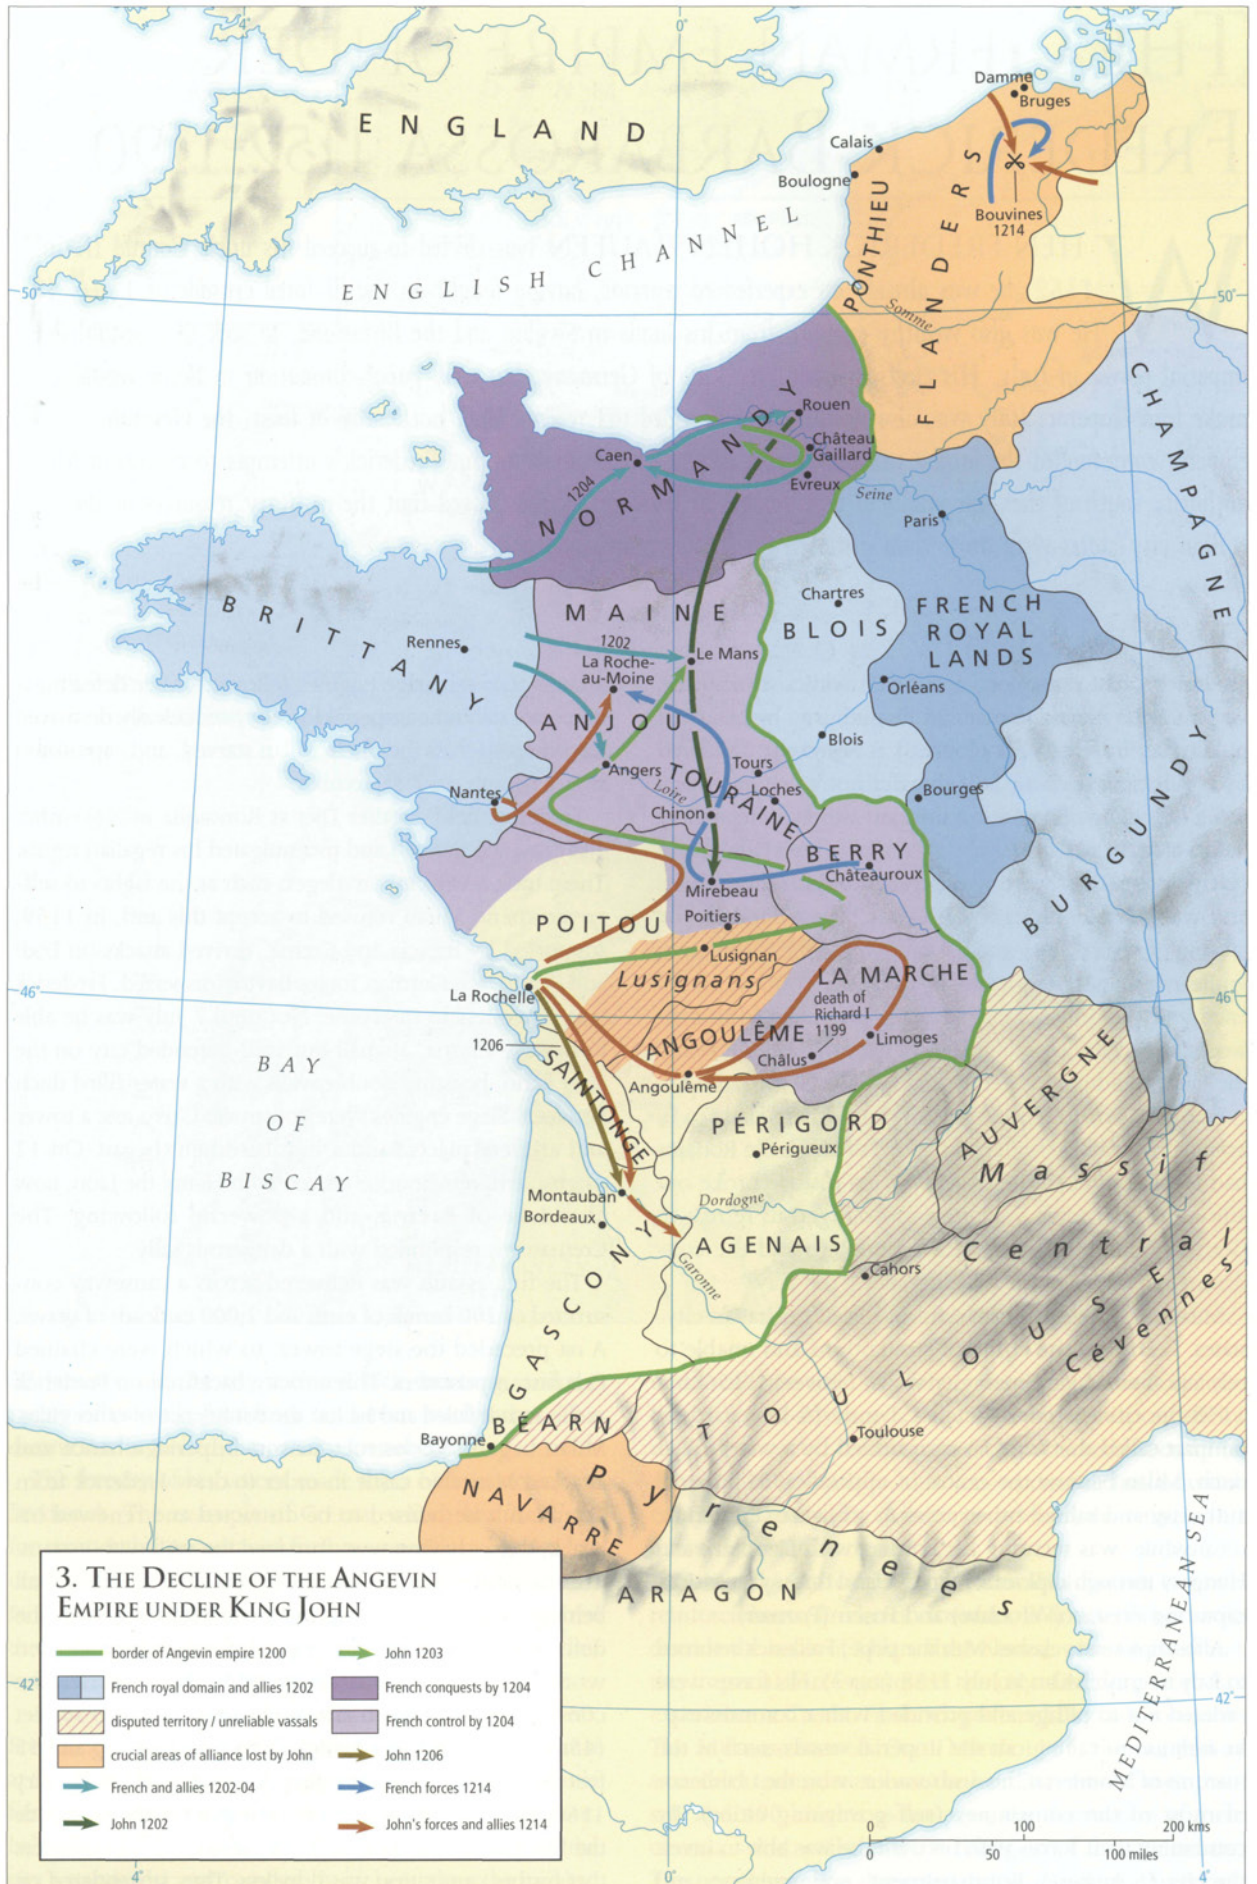 4°
0°
4°
ENGLAND
Damme
Bruges
Calais
Boulogne
PONTHIEU
FLANDERS
Bouvines
1214
ENGLISH CHANNEL
50°
50°
Somme
CHAMPAGNE
NORMANDY
Rouen
Château
Gaillard
Caen
Evreux
1204
Seine
Paris
BRITTANY
Rennes
MAINE
1202
La Roche-
au-Moine
Le Mans
Chartres
BLOIS
FRENCH
ROYAL
LANDS
Orléans
ANJOU
Blois
Angers
TOURAINE
Tours
Loire
Loches
Nantes
Chinon
Bourges
BERRY
Châteauroux
Mirebeau
BURGUNDY
POITOU
Poitiers
Lusignan
Lusignans
LA MARCHE
46°
46°
La Rochelle
death of
Richard I
1199
ANGOULÊME
Limoges
1206
Châlus
Angoulême
SAINTONGE
BAY
OF
BISCAY
PÉRIGORD
Périgueux
AUVERGNE
Massif
Central
Cévennes
Montauban
Bordeaux
Dordogne
AGENAIS
Garonne
Cahors
GASCONY
TOULOUSE
Toulouse
BÉARN
Bayonne
NAVARRE
Pyrenees
ARAGON
MEDITERRANEAN SEA
42°
42°
3. THE DECLINE OF THE ANGEVIN
EMPIRE UNDER KING JOHN
border of Angevin empire 1200
John 1203
French royal domain and allies 1202
French conquests by 1204
disputed territory / unreliable vassals
French control by 1204
crucial areas of alliance lost by John
John 1206
French and allies 1202-04
French forces 1214
John 1202
John's forces and allies 1214
0 50 100 200 kms
100 miles
4°
0°
4°